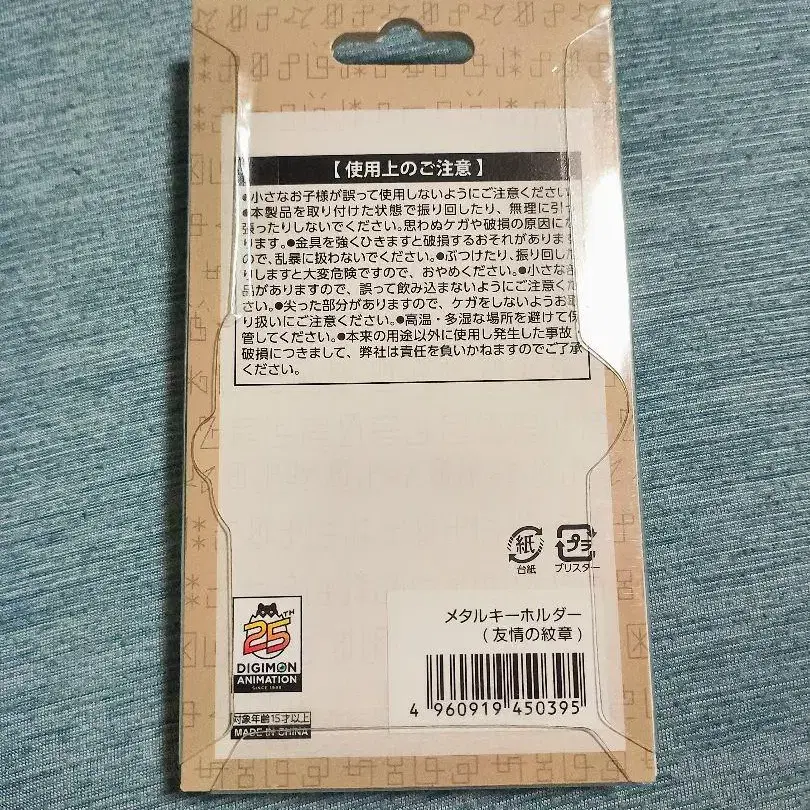 【使用上のご注意】
●小さなお子様が誤って使用しないようにご注意ください
●本製品を取り付けた状態で振り回したり、無理に引っ
張ったりしないでください。思わぬケガや破損の原因にな
ります。●金具を強くひきますと破損するおそれがあります
ので、乱暴に扱わないでください。●ぶつけたり、振り回した
りしますと大変危険ですので、おやめください。●小さな部
品がありますので、誤って飲み込まないようにご注意くだ
さい。●尖った部分がありますので、ケガをしないようお取
り扱いにご注意ください。●高温・多湿な場所を避けて保
管してください。●本来の用途以外に使用し発生した事故
破損につきまして、弊社は責任を負いかねますのでご了承
ください。
紙
台紙
プラ
ブリスター
25TH
DIGIMON
ANIMATION
SINCE 1999
対象年齢15才以上
MADE IN CHINA
メタルキーホルダー
(友情の紋章)
4 960919 450395